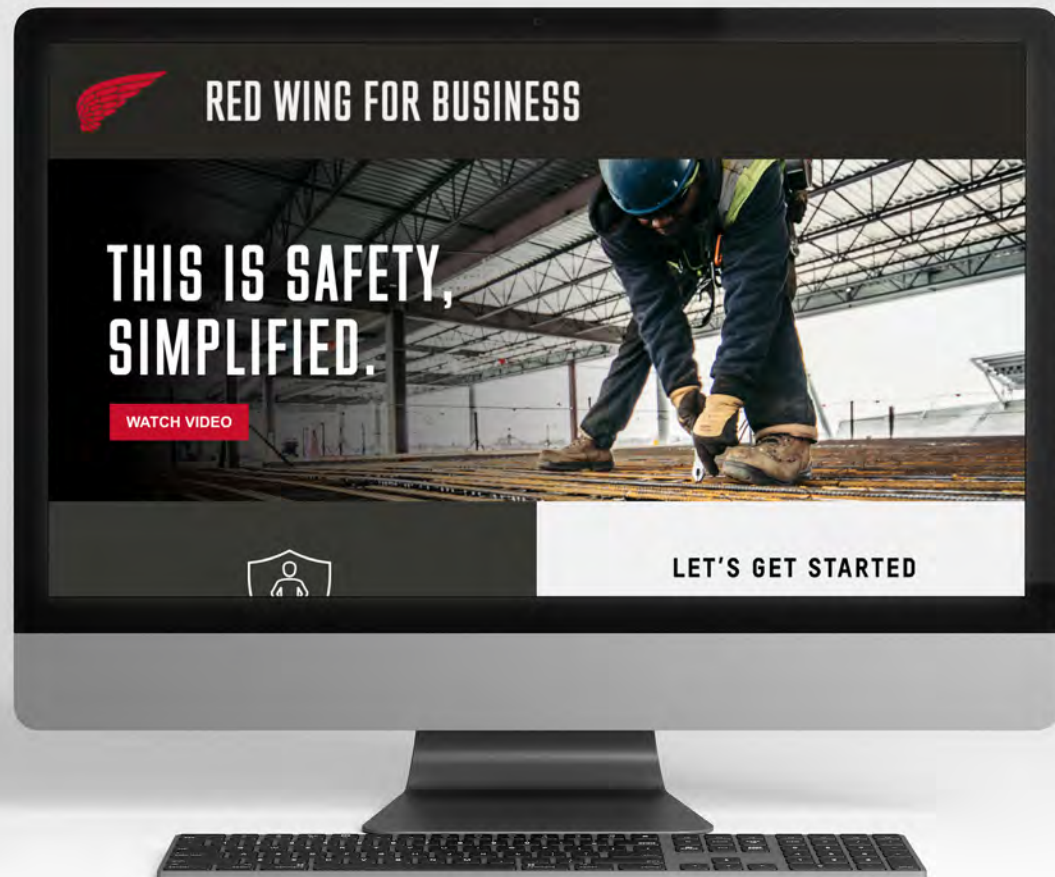 RED WING FOR BUSINESS
THIS IS SAFETY,
SIMPLIFIED.
WATCH VIDEO
LET'S GET STARTED